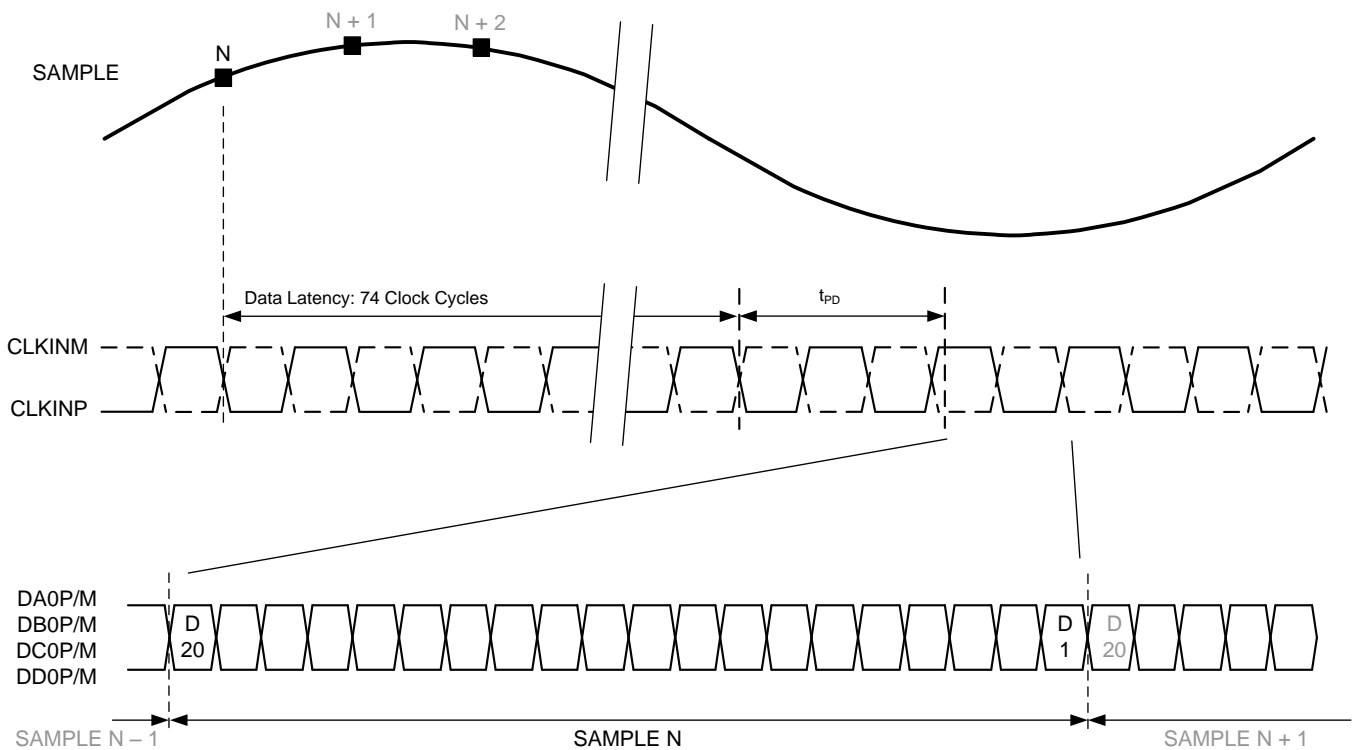 N + 1
N + 2
N
SAMPLE
Data Latency: 74 Clock Cycles
tPD
CLKINM
CLKINP
DA0P/M
DB0P/M
DC0P/M
DD0P/M
D
20
D
1
D
20
SAMPLE N – 1
SAMPLE N
SAMPLE N + 1